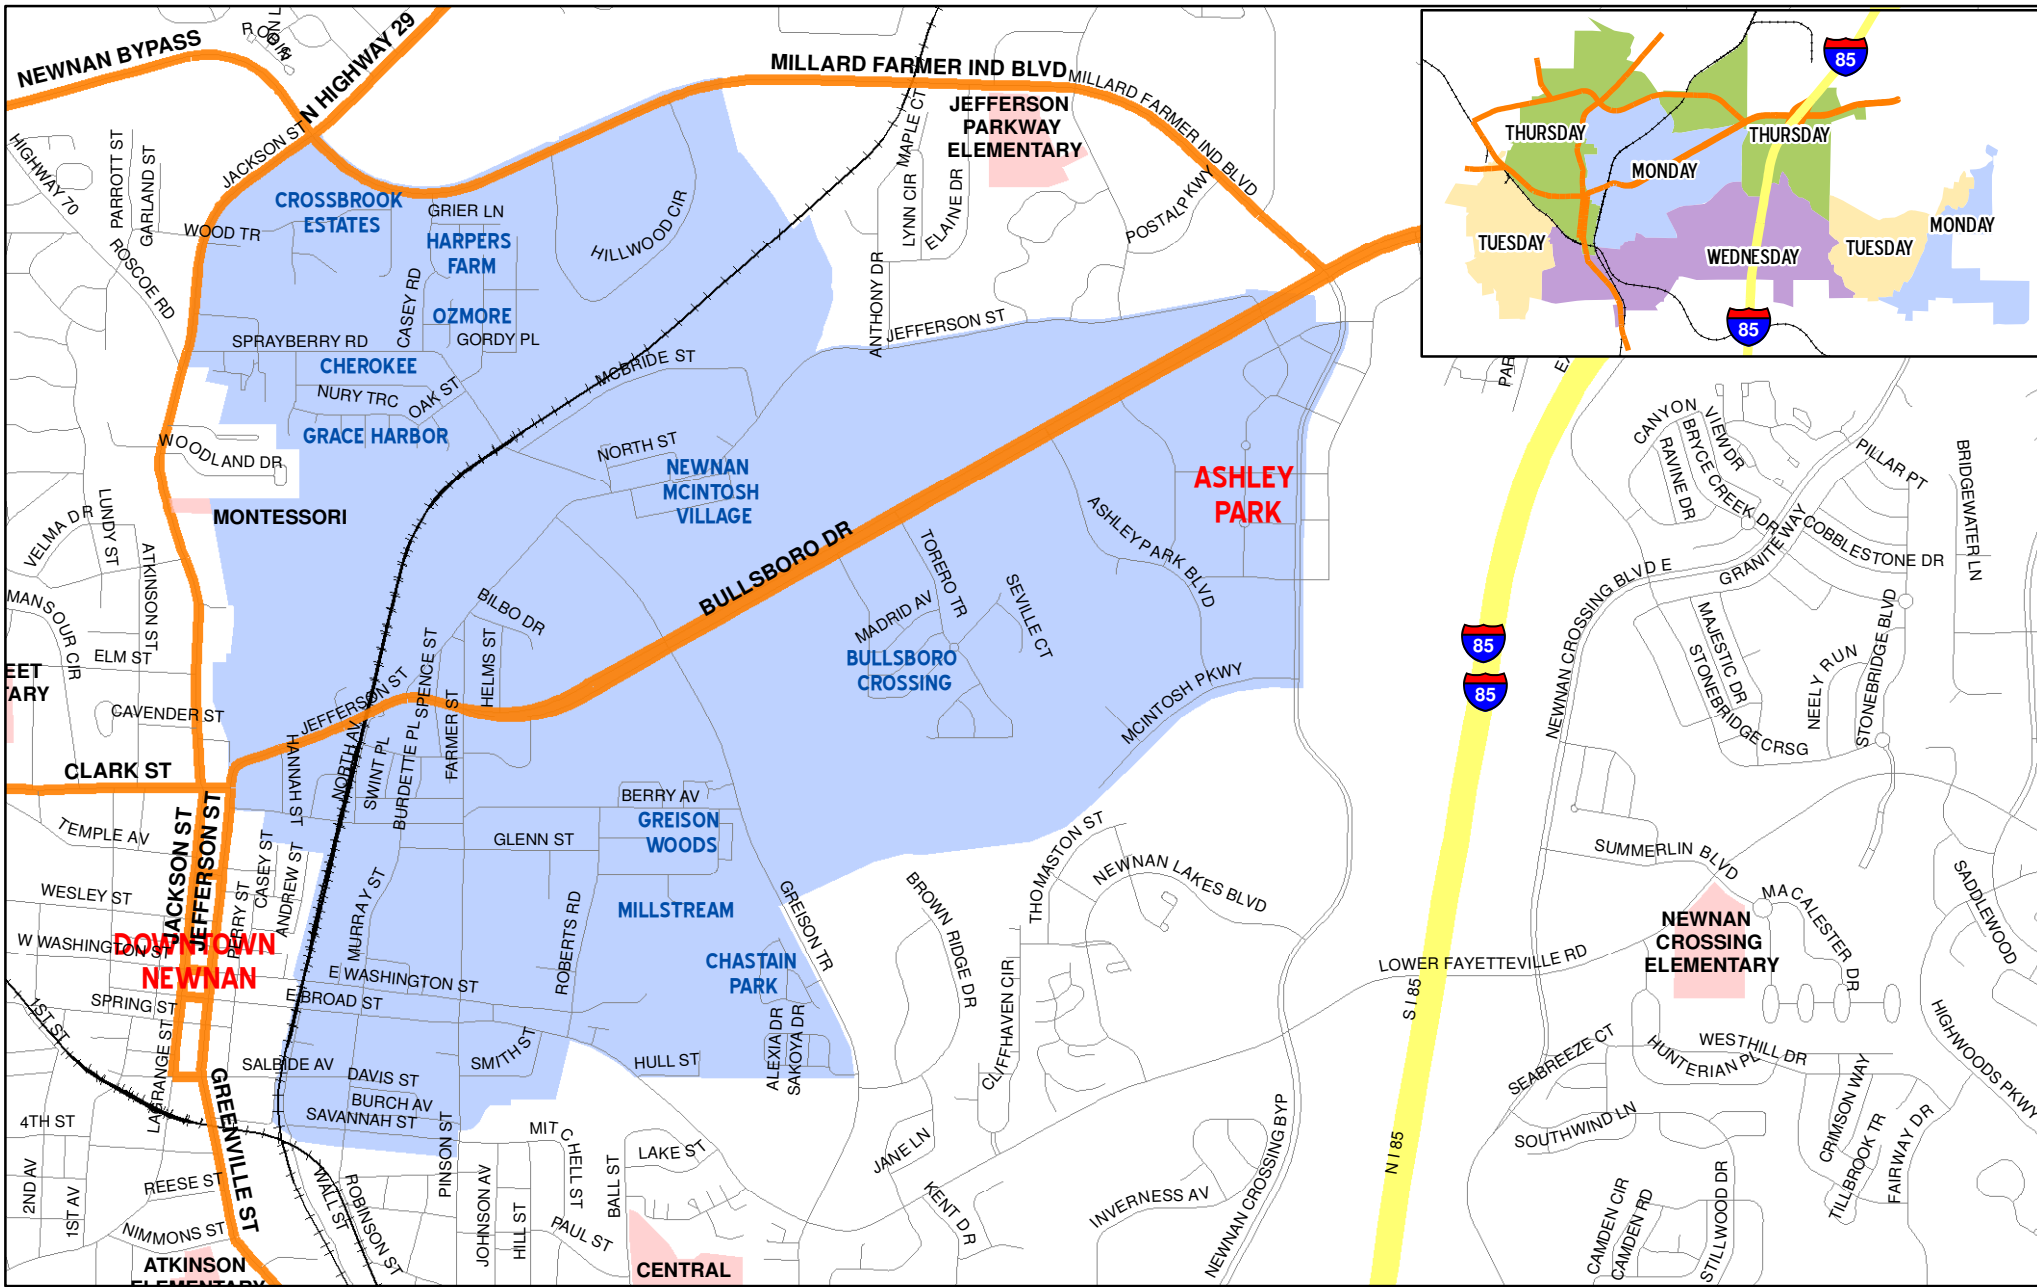 NEWNAN BYPASS
N HIGHWAY 29
MILLARD FARMER IND BLVD
MILLARD FARMER IND BLVD
JEFFERSON
PARKWAY
ELEMENTARY
HIGHWAY 70
PARROTT ST
GARLAND ST
JACKSON ST
WOOD TR
ROSCOE RD
CROSSBROOK
ESTATES
GRIER LN
HARPERS
FARM
CASEY RD
OZMORE
GORDY PL
HILLWOOD CIR
LYNN CIR
MAPLE CT
ELAINE DR
ANTHONY DR
POSTAL PKWY
JEFFERSON ST
SPRAYBERRY RD
CHEROKEE
NURY TRC
OAK ST
GRACE HARBOR
MCBRIDE ST
NORTH ST
NEWNAN
MCINTOSH
VILLAGE
WOODLAND DR
MONTESSORI
VELMA DR
LUNDY ST
ATKINSON ST
MANSOUR CIR
ELM ST
EET
TARY
CAVENDER ST
CLARK ST
BILBO DR
BULLSBORO DR
TORERO TR
MADRID AV
SEVILLE CT
BULLSBORO
CROSSING
ASHLEY
PARK
ASHLEY PARK BLVD
MCINTOSH PKWY
JEFFERSON ST
SPENCE ST
HELMS ST
FARMER ST
BURDETTE PL
SWINT PL
NORTH AV
HANNAH ST
BERRY AV
GREISON
WOODS
GLENN ST
MILLSTREAM
ROBERTS RD
MURRAY ST
CASEY ST
ANDREW ST
PERRY ST
JACKSON ST
JEFFERSON ST
TEMPLE AV
WESLEY ST
W WASHINGTON ST
DOWNTOWN
NEWNAN
SPRING ST
1ST ST
LAGRANGE ST
E WASHINGTON ST
E BROAD ST
SALBIDE AV
DAVIS ST
BURCH AV
SAVANNAH ST
SMITH ST
HULL ST
CHASTAIN
PARK
ALEXIA DR
SAKOYA DR
GREISON TR
BROWN RIDGE DR
CLIFFHAVEN CIR
THOMASTON ST
NEWNAN LAKES BLVD
LOWER FAYETTEVILLE RD
4TH ST
2ND AV
1ST AV
REESE ST
NIMMONS ST
ATKINSON
ELEMENTARY
GREENVILLE ST
WALL ST
ROBINSON ST
PINSON ST
JOHNSON AV
HILL ST
MITCHELL ST
PAUL ST
BALL ST
LAKE ST
CENTRAL
JANE LN
KENT DR
INVERNESS AV
NEWNAN CROSSING BYP
S I 85
N I 85
85
85
CANYON
VIEW DR
BRYCE CREEK DR
RAVINE DR
PILLAR PT
BRIDGEWATER LN
COBBLESTONE DR
GRANITE WAY
NEWNAN CROSSING BLVD E
MAJESTIC DR
STONEBRIDGE CRSG
NEELY RUN
STONEBRIDGE BLVD
SUMMERLIN BLVD
MACALESTER DR
SADDLEWOOD
NEWNAN
CROSSING
ELEMENTARY
HIGHWOODS PKWY
SEABREEZE CT
HUNTERIAN PL
WESTHILL DR
SOUTHWIND LN
CRIMSON WAY
TILLBROOK TR
FAIRWAY DR
CAMDEN CIR
CAMDEN RD
STILLWOOD DR
85
THURSDAY
THURSDAY
MONDAY
TUESDAY
WEDNESDAY
TUESDAY
MONDAY
85